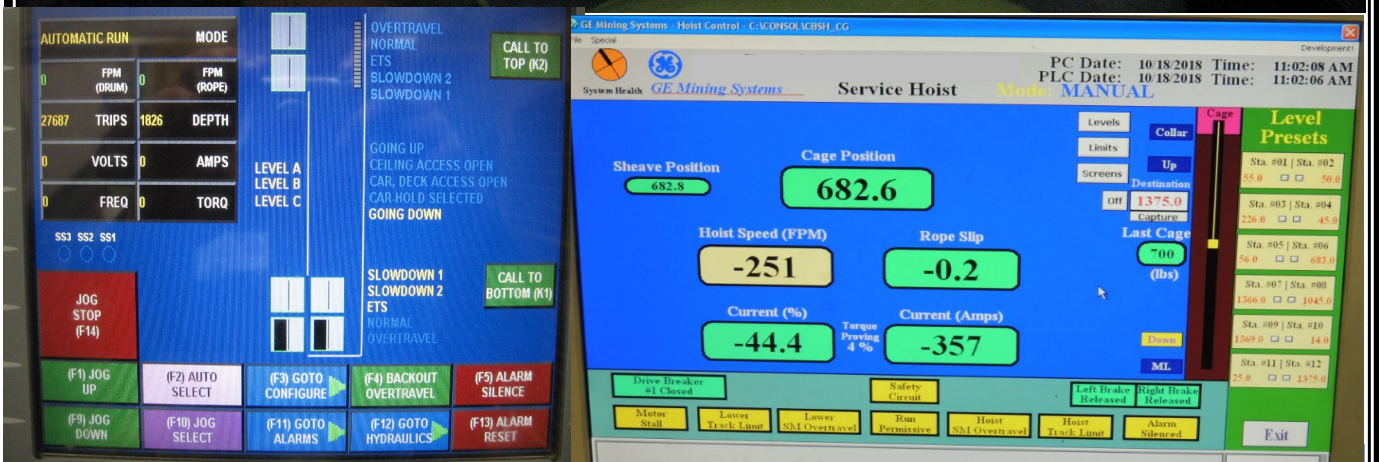 AUTOMATIC RUN MODE
0 FPM (DRUM) 0 FPM (ROPE)
27687 TRIPS 1826 DEPTH
0 VOLTS 0 AMPS
0 FREQ 0 TORQ
SS3 SS2 SS1
JOG
STOP
(F14)
OVERTRAVEL
NORMAL
ETS
SLOWDOWN 2
SLOWDOWN 1
CALL TO
TOP (K2)
GOING UP
CEILING ACCESS OPEN
CAR, DECK ACCESS OPEN
CAR-HOLD SELECTED
GOING DOWN
LEVEL A
LEVEL B
LEVEL C
SLOWDOWN 1
SLOWDOWN 2
ETS
NORMAL
OVERTRAVEL
CALL TO
BOTTOM (K1)
(F1) JOG
UP
(F2) AUTO
SELECT
(F3) GOTO
CONFIGURE
(F4) BACKOUT
OVERTRAVEL
(F5) ALARM
SILENCE
(F9) JOG
DOWN
(F10) JOG
SELECT
(F11) GOTO
ALARMS
(F12) GOTO
HYDRAULICS
(F13) ALARM
RESET
GE Mining Systems - Hoist Control - C:\CONSOL\CBSH_CG
File Special
Development!
PC Date: 10/18/2018 Time: 11:02:08 AM
PLC Date: 10/18/2018 Time: 11:02:06 AM
System Health GE Mining Systems Service Hoist Mode: MANUAL
Sheave Position
682.8
Cage Position
682.6
Hoist Speed (FPM)
-251
Rope Slip
-0.2
Current (%)
-44.4
Torque
Proving
4 %
Current (Amps)
-357
Levels
Limits
Screens
Collar
Up
Destination
Off 1375.0
Capture
Last Cage
700
(lbs)
Down
ML
Cage
Level
Presets
Sta. #01 | Sta. #02
55.0 50.0
Sta. #03 | Sta. #04
226.0 45.0
Sta. #05 | Sta. #06
56.0 683.0
Sta. #07 | Sta. #08
1366.0 1045.0
Sta. #09 | Sta. #10
1369.0 14.0
Sta. #11 | Sta. #12
25.0 1375.0
Exit
Drive Breaker
#1 Closed
Safety
Circuit
Left Brake
Released
Right Brake
Released
Motor
Stall
Lower
Track Limit
Lower
SM Overtravel
Run
Permissive
Hoist
SM Overtravel
Hoist
Track Limit
Alarm
Silenced